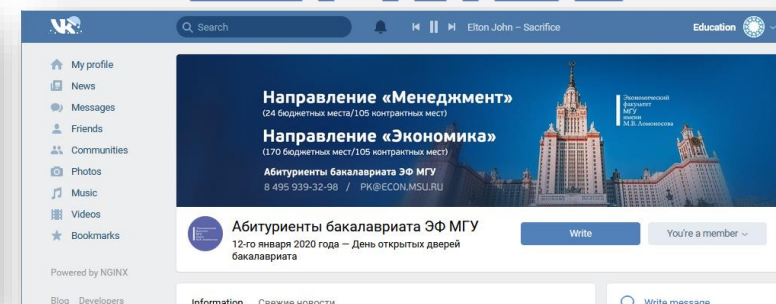 Search
Elton John – Sacrifice
Education
My profile
News
Messages
Friends
Communities
Photos
Music
Videos
Bookmarks
Powered by NGINX
Blog Developers
Направление «Менеджмент»
(24 бюджетных места/105 контрактных мест)
Направление «Экономика»
(170 бюджетных мест/105 контрактных мест)
Абитуриенты бакалавриата ЭФ МГУ
8 495 939-32-98 / PK@ECON.MSU.RU
Экономический
факультет
МГУ
имени
М.В. Ломоносова
Абитуриенты бакалавриата ЭФ МГУ
12-го января 2020 года — День открытых дверей
бакалавриата
Write
You're a member
Information Свежие новости
Write message